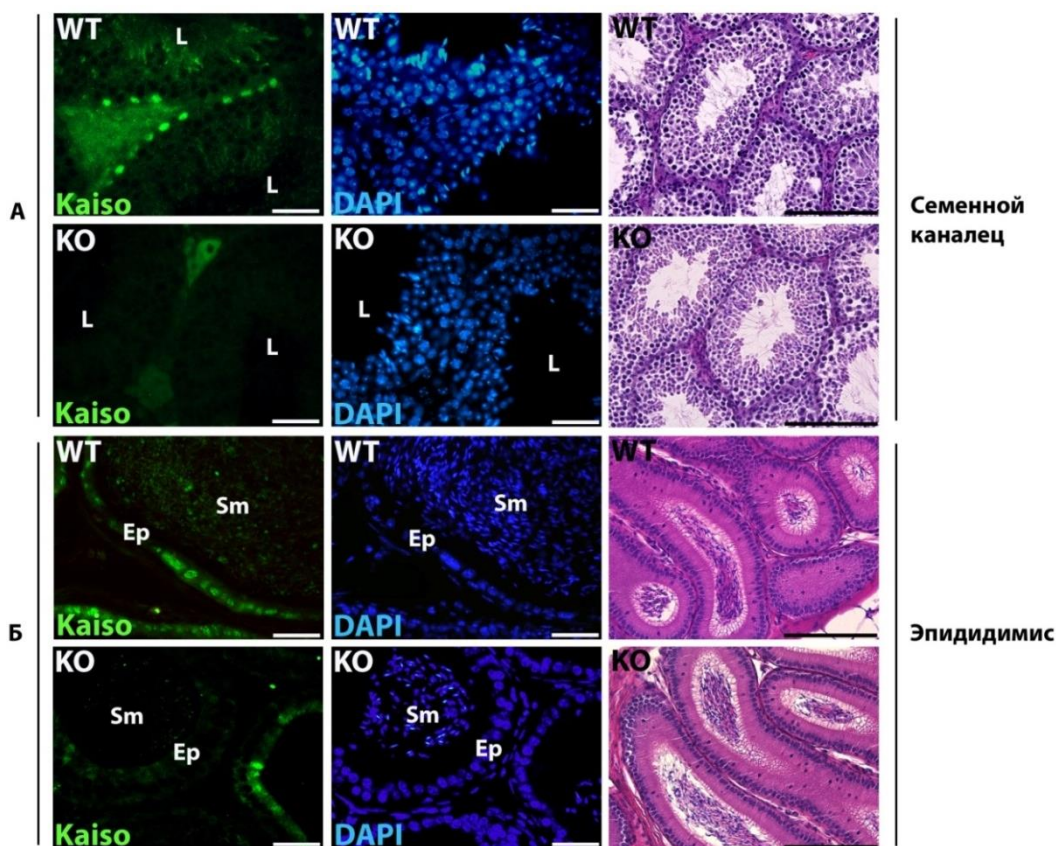 WT
L
L
Kaiso
WT
DAPI
WT
А
Семенной
каналец
KO
L
L
Kaiso
KO
L
L
DAPI
KO
WT
Sm
Ep
Kaiso
WT
Sm
Ep
DAPI
WT
Б
Эпидидимис
KO
Sm
Ep
Kaiso
KO
Sm
Ep
DAPI
KO